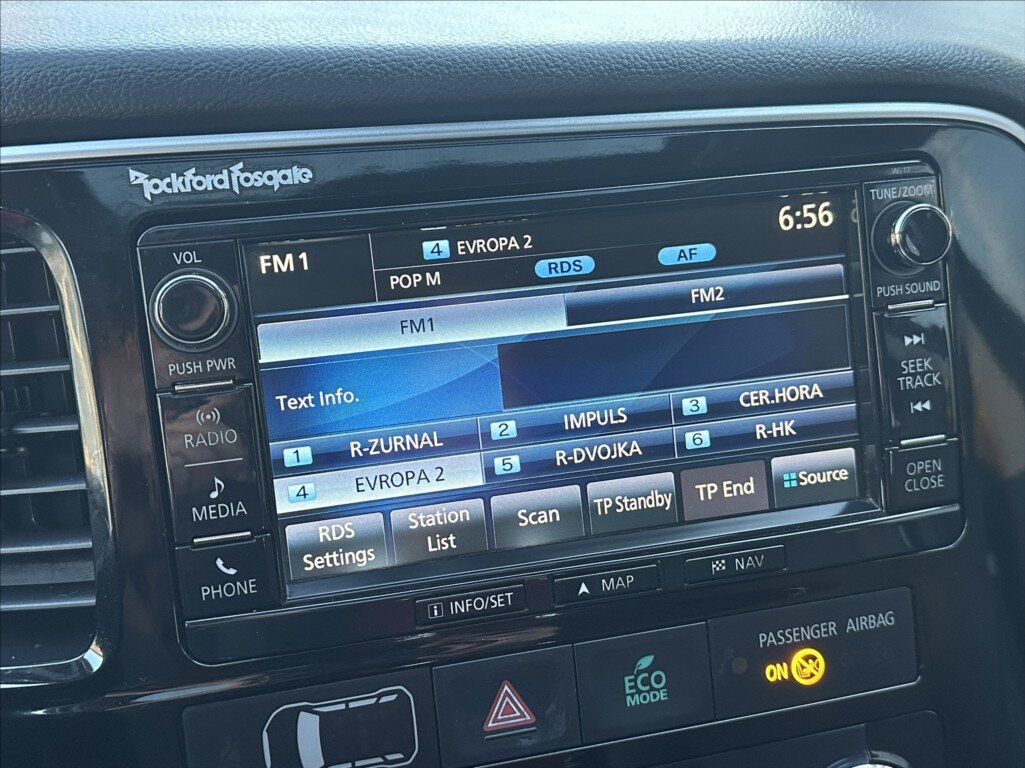 Rockford Fosgate
VOL
PUSH PWR
RADIO
MEDIA
PHONE
FM1
4 EVROPA 2
6:56
POP M
RDS
AF
FM1
FM2
Text Info.
1 R-ZURNAL
2 IMPULS
3 CER.HORA
4 EVROPA 2
5 R-DVOJKA
6 R-HK
RDS Settings
Station List
Scan
TP Standby
TP End
Source
TUNE/ZOOM
PUSH SOUND
SEEK
TRACK
OPEN
CLOSE
i INFO/SET
MAP
NAV
ECO
MODE
PASSENGER AIRBAG
ON